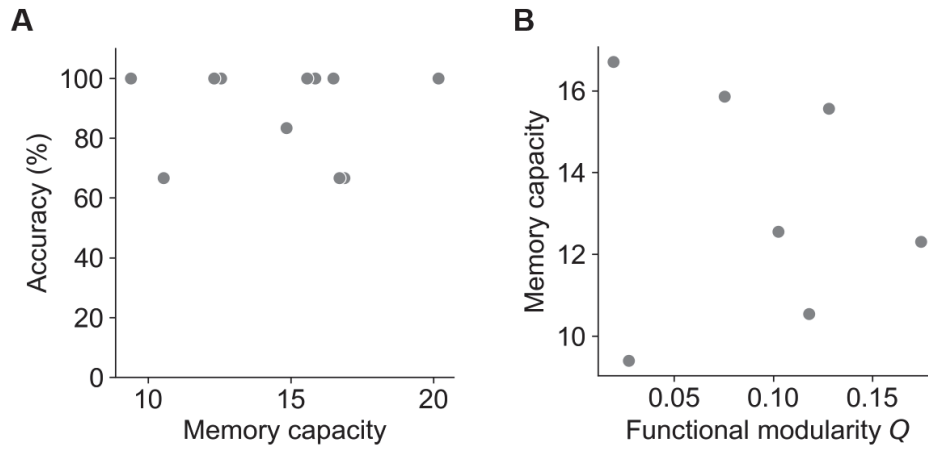 A
Accuracy (%)
100
80
60
40
20
0
10 15 20
Memory capacity
B
Memory capacity
16
14
12
10
0.05 0.10 0.15
Functional modularity Q